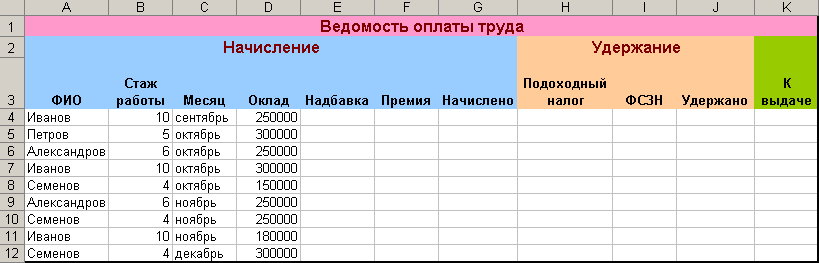 A B C D E F G H I J K
1 Ведомость оплаты труда
2 Начисление Удержание
3 ФИО Стаж работы Месяц Оклад Надбавка Премия Начислено Подоходный налог ФСЗН Удержано К выдаче
4 Иванов 10 сентябрь 250000
5 Петров 5 октябрь 300000
6 Александров 6 октябрь 250000
7 Иванов 10 октябрь 300000
8 Семенов 4 октябрь 150000
9 Александров 6 ноябрь 250000
10 Семенов 4 ноябрь 250000
11 Иванов 10 ноябрь 180000
12 Семенов 4 декабрь 300000